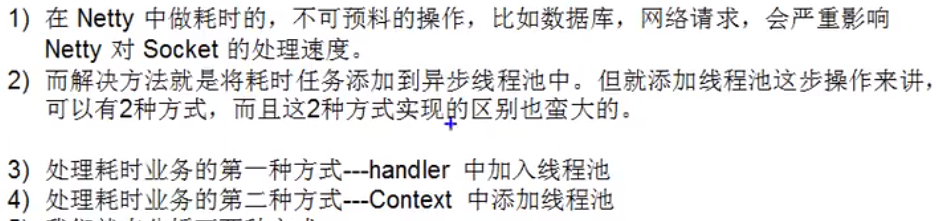 1) 在 Netty 中做耗时的，不可预料的操作，比如数据库，网络请求，会严重影响
Netty 对 Socket 的处理速度。
2) 而解决方法就是将耗时任务添加到异步线程池中。但就添加线程池这步操作来讲，
可以有2种方式，而且这2种方式实现的区别也蛮大的。
3) 处理耗时业务的第一种方式---handler 中加入线程池
4) 处理耗时业务的第二种方式---Context 中添加线程池